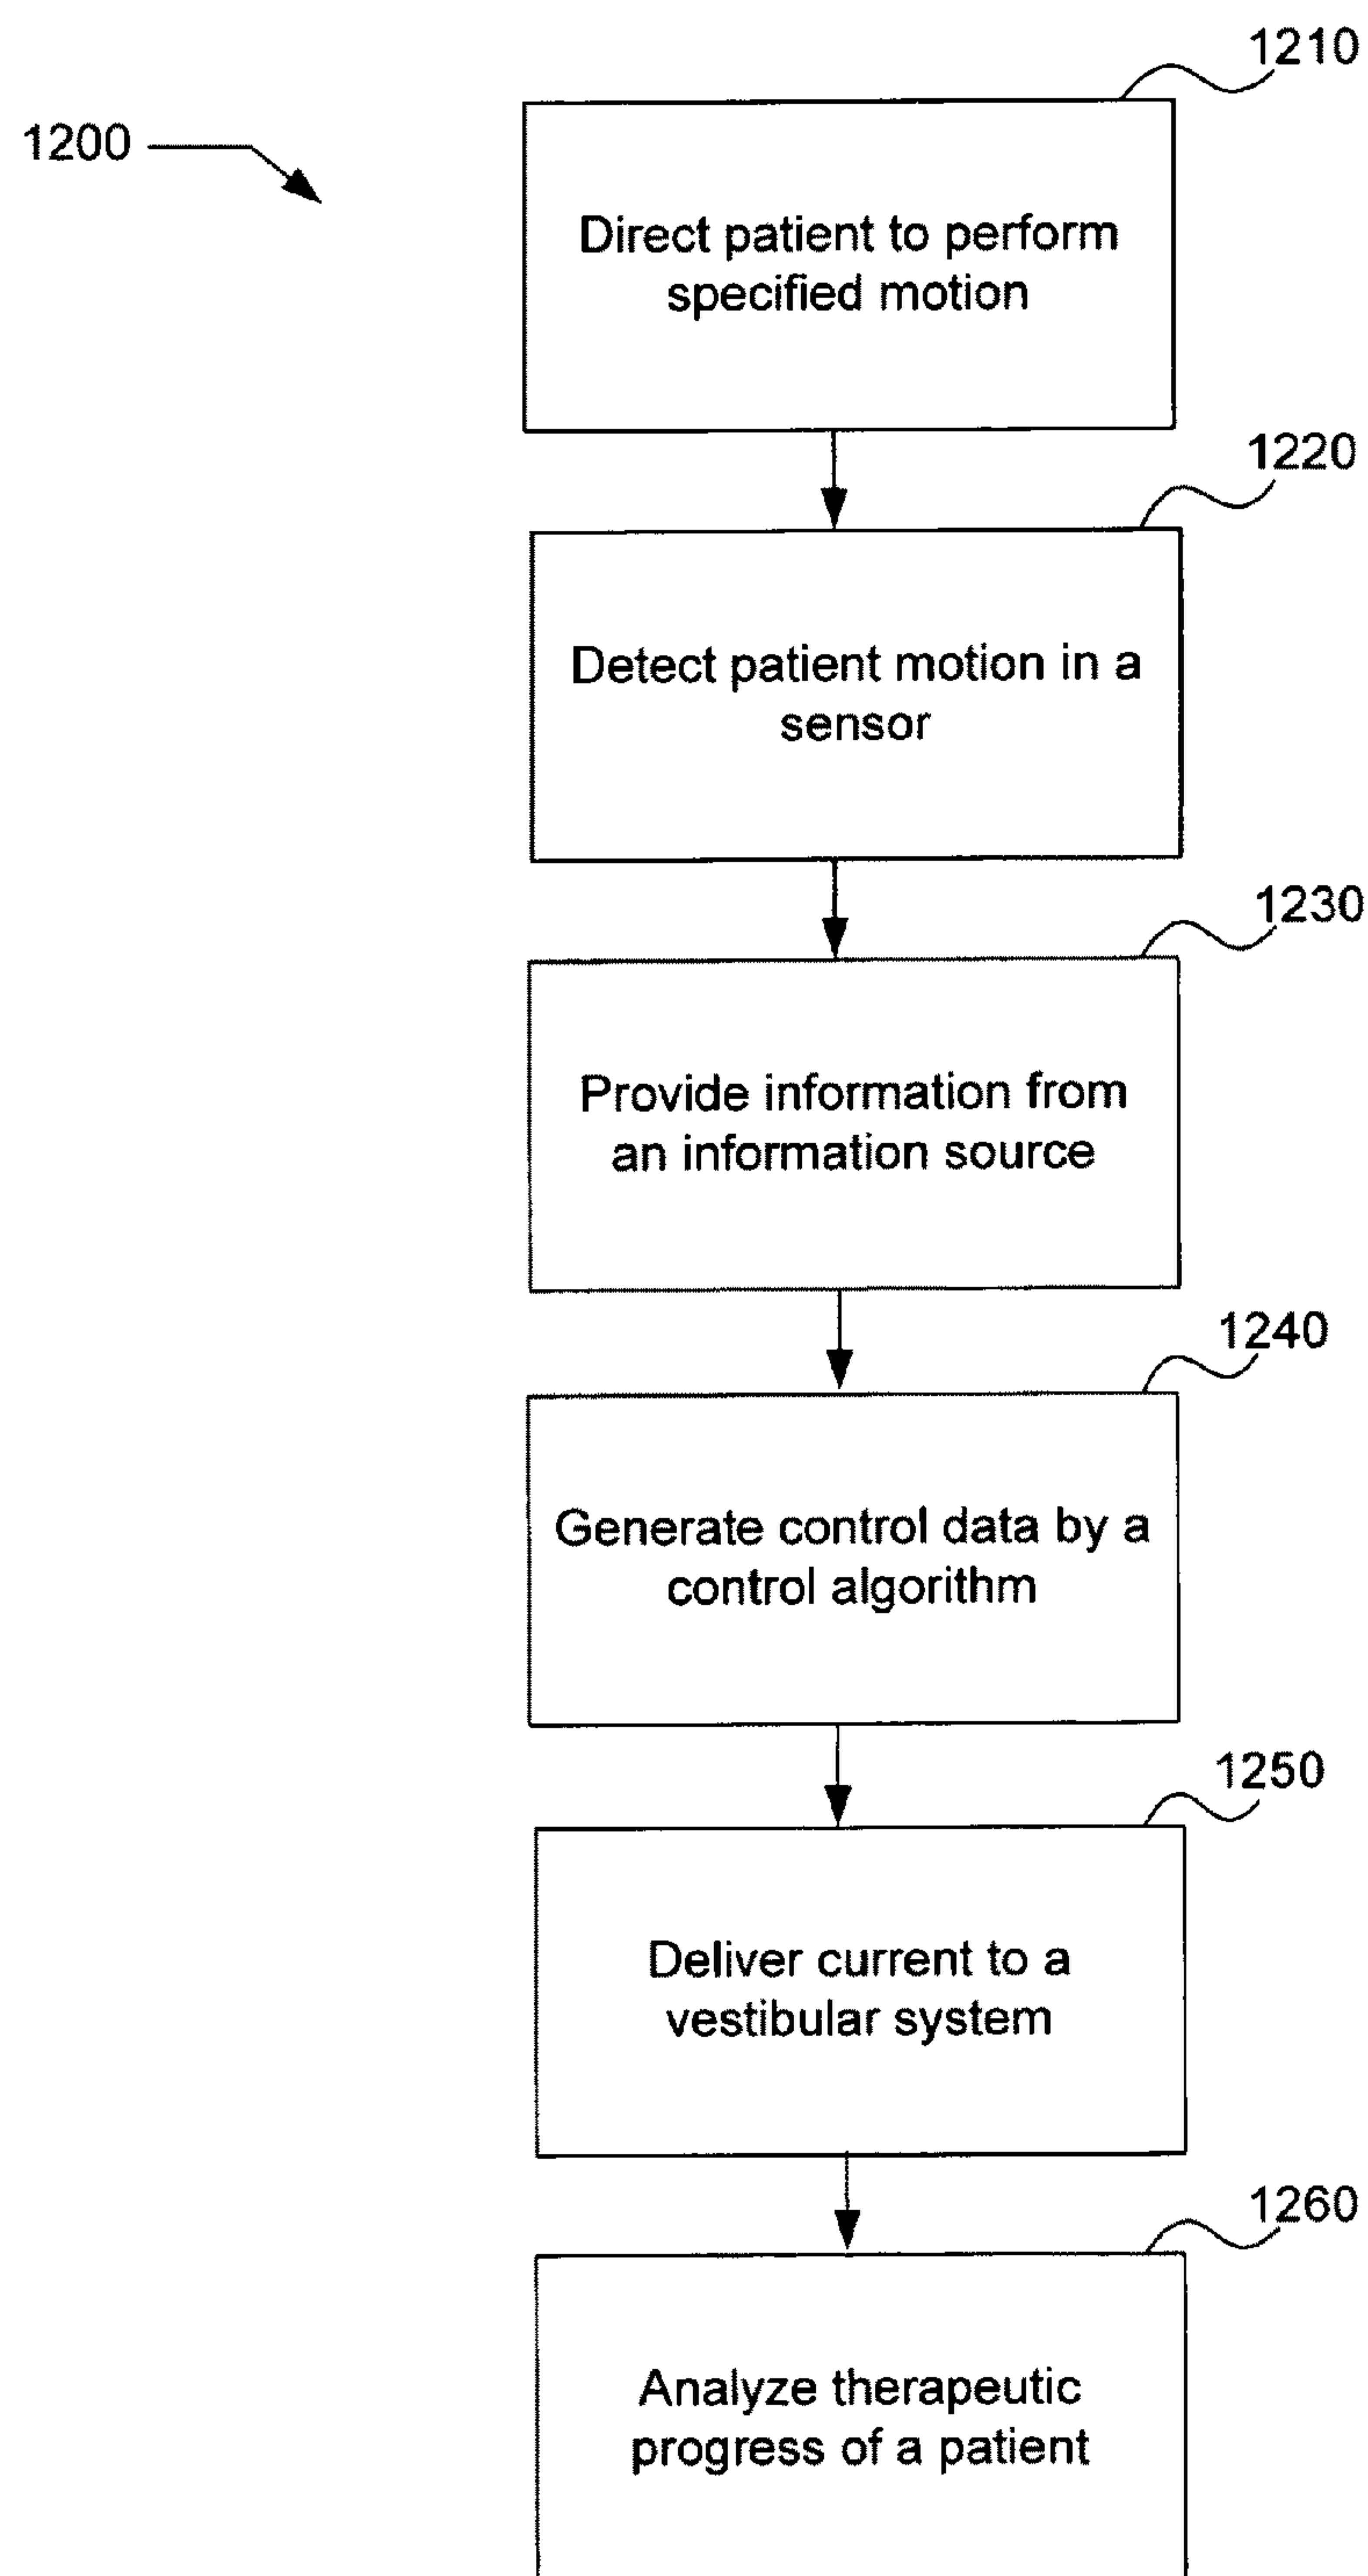 1210
1200
Direct patient to perform
specified motion
1220
Detect patient motion in a
sensor
1230
Provide information from
an information source
1240
Generate control data by a
control algorithm
1250
Deliver current to a
vestibular system
1260
Analyze therapeutic
progress of a patient